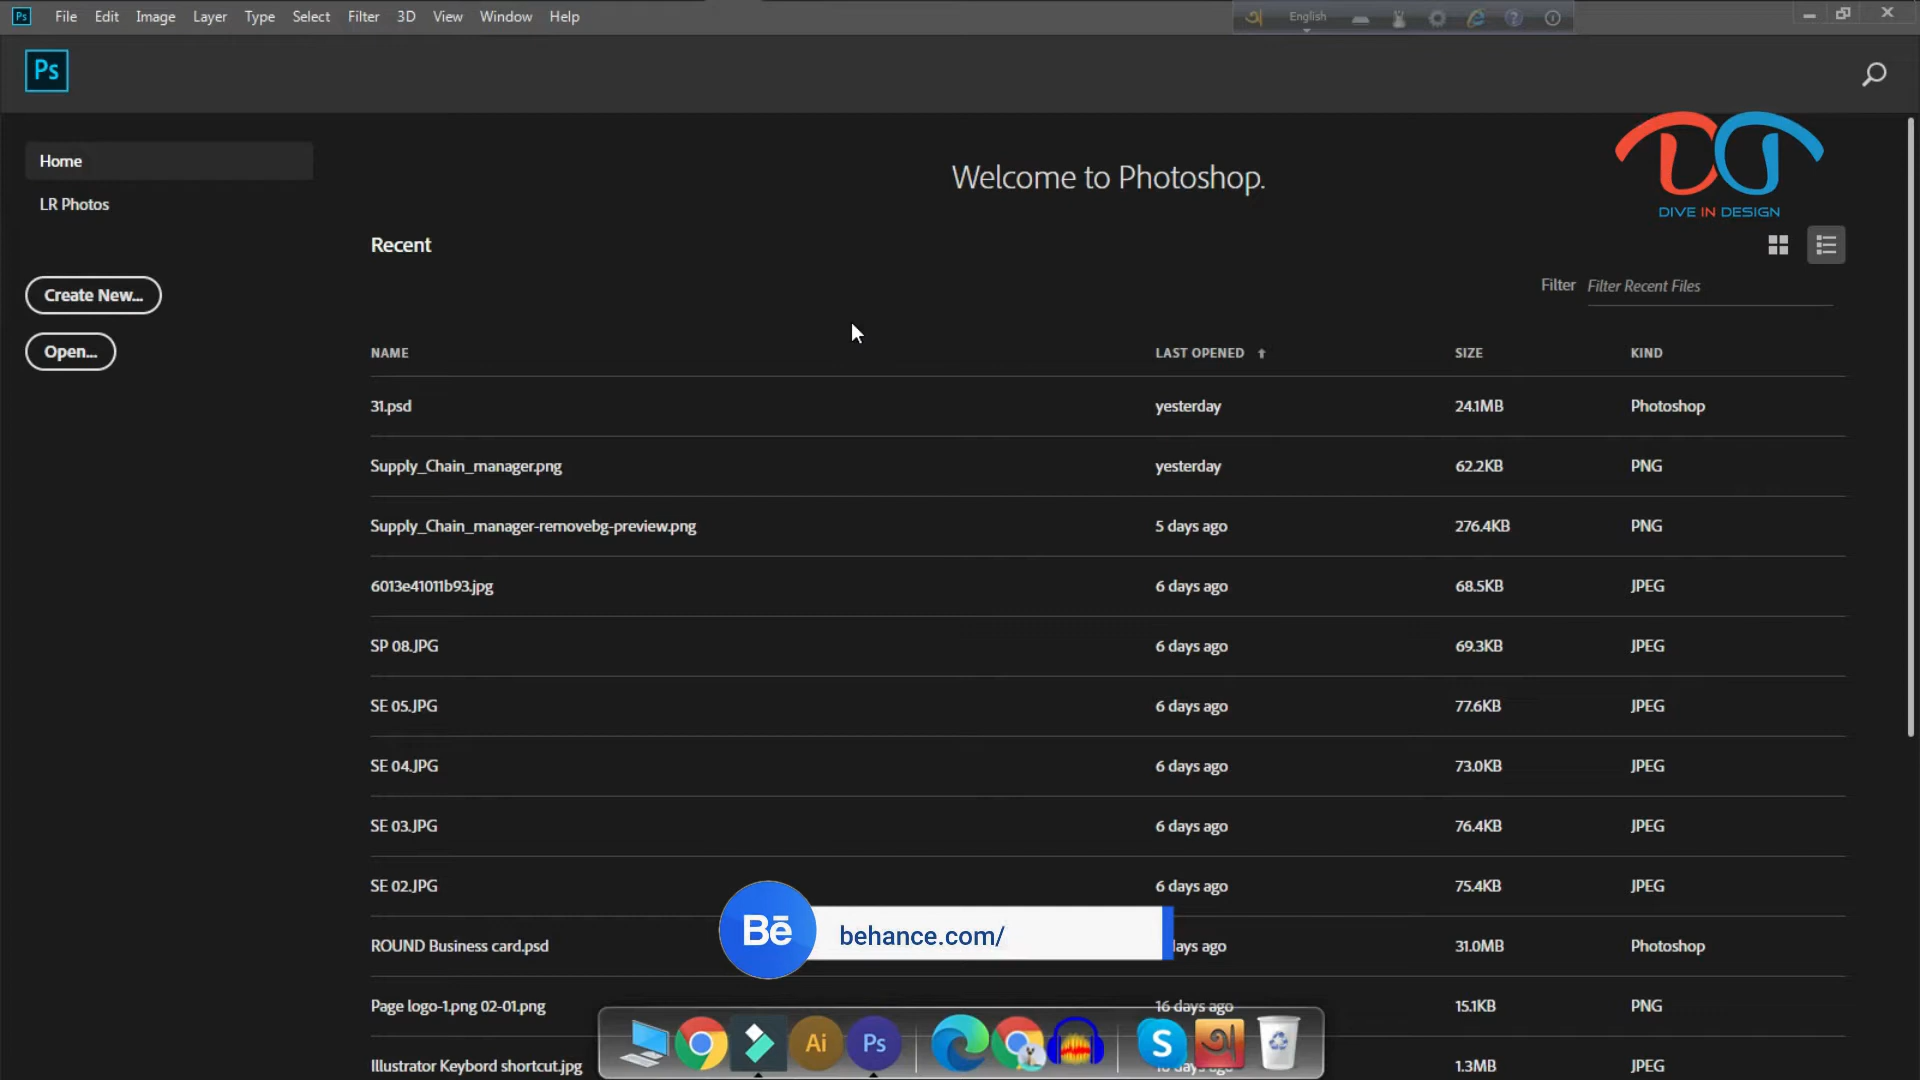 Ps File Edit Image Layer Type Select Filter 3D View Window Help
অ English
Ps
Home
LR Photos
Welcome to Photoshop.
DIVE IN DESIGN
Recent
Create New...
Open...
Filter Filter Recent Files
NAME LAST OPENED SIZE KIND
31.psd yesterday 24.1MB Photoshop
Supply_Chain_manager.png yesterday 62.2KB PNG
Supply_Chain_manager-removebg-preview.png 5 days ago 276.4KB PNG
6013e41011b93.jpg 6 days ago 68.5KB JPEG
SP 08.JPG 6 days ago 69.3KB JPEG
SE 05.JPG 6 days ago 77.6KB JPEG
SE 04.JPG 6 days ago 73.0KB JPEG
SE 03.JPG 6 days ago 76.4KB JPEG
SE 02.JPG 6 days ago 75.4KB JPEG
Bē behance.com/
ROUND Business card.psd days ago 31.0MB Photoshop
Page logo-1.png 02-01.png 16 days ago 15.1KB PNG
Illustrator Keybord shortcut.jpg days ago 1.3MB JPEG
Ai Ps S অ